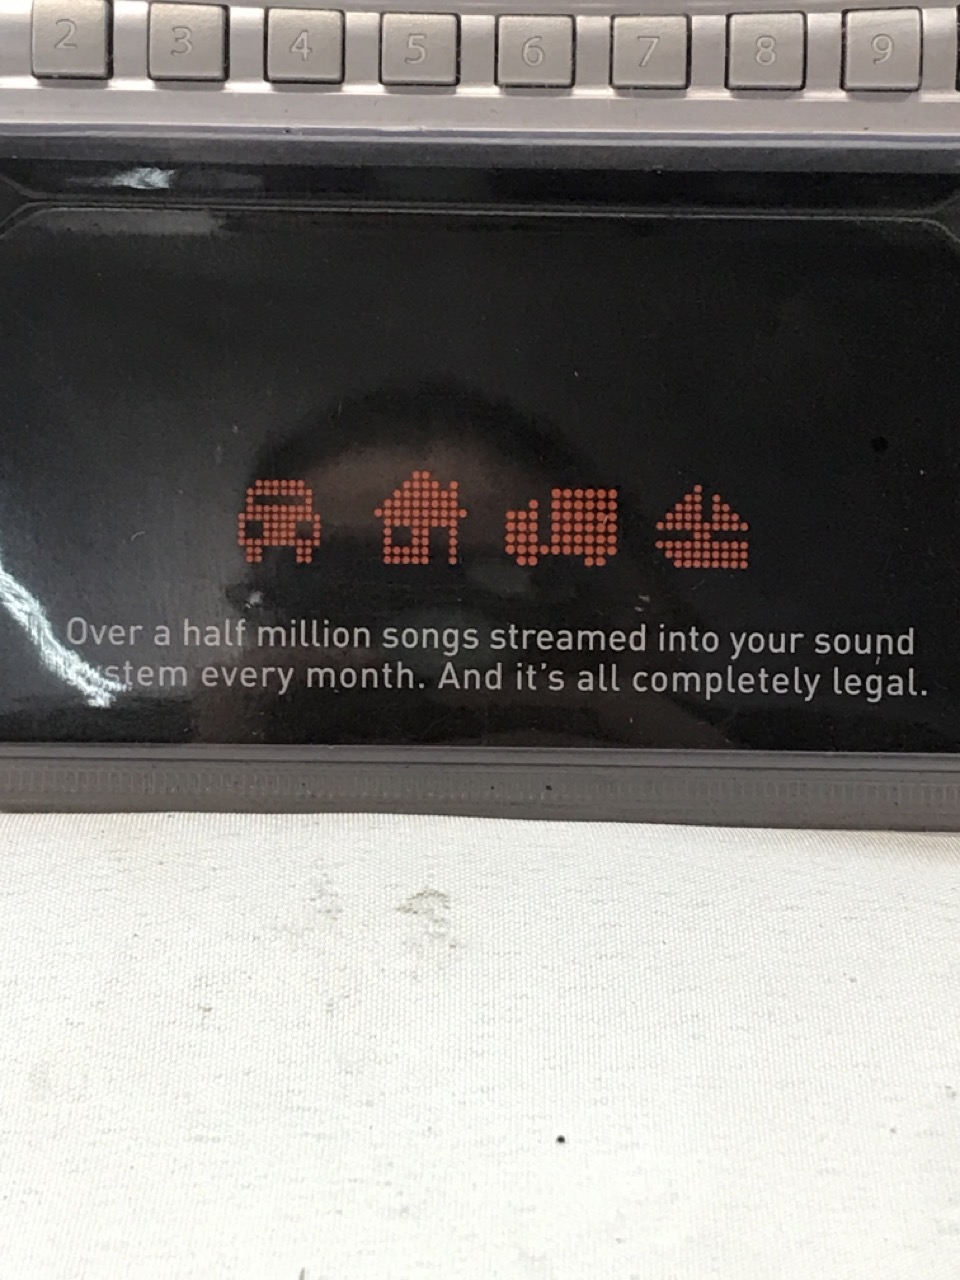 2 3 4 5 6 7 8 9
Over a half million songs streamed into your sound
system every month. And it's all completely legal.